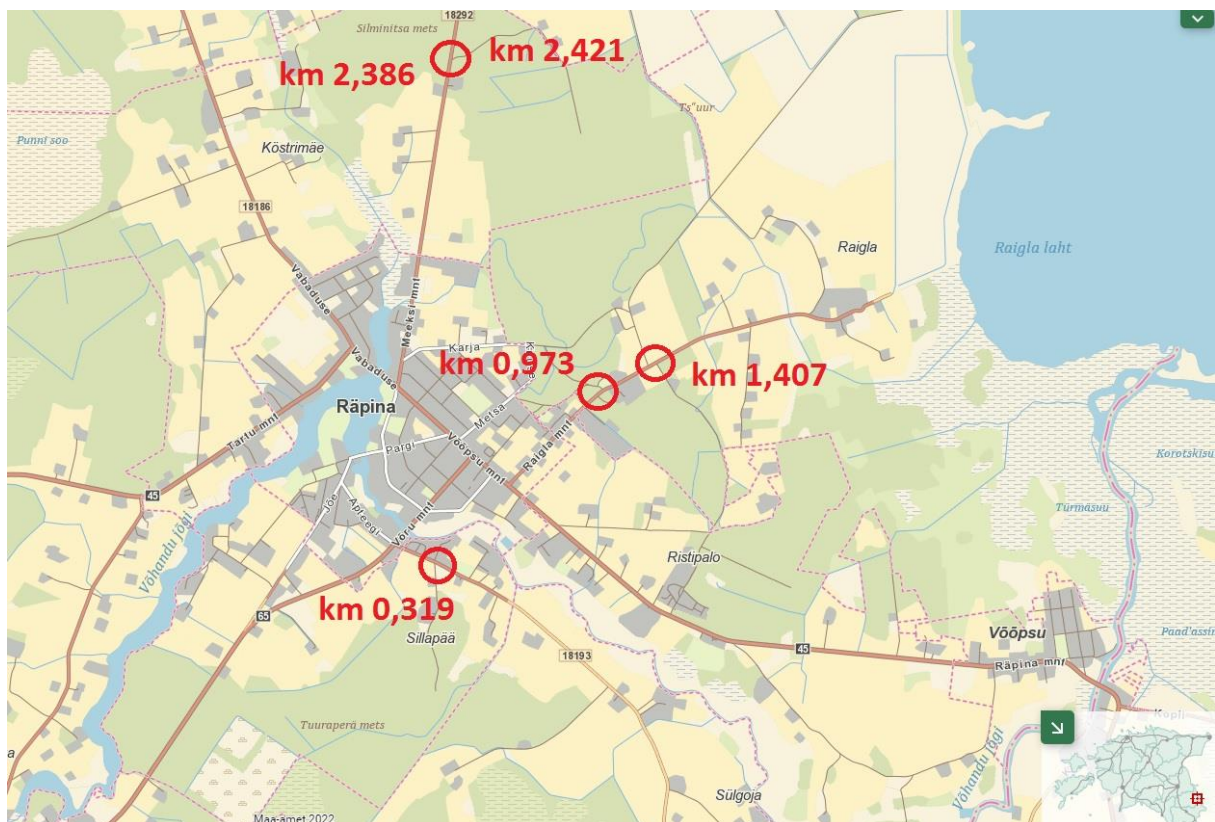 18292
Silminitsa mets
km 2,421
km 2,386
Ts"uur
Punni soo
Köstrimäe
18186
Raigla
Raigla laht
Vabaduse
Meeksi mnt
Karja
km 0,973
km 1,407
Vabaduse
Räpina
Metsa
Tartu mnt
Pargi
Võõpsu mnt
Raigla mnt
Korotskisu
45
Jõe
Apteegi
Võru mnt
Turmasuu
Võhandu jõgi
Ristipalo
km 0,319
65
Sillapää
Võõpsu
Paad'assin
18193
45
Räpina mnt
Tuuraperä mets
Võhandu jõgi
a
Sülgoja
Maa-amet 2022